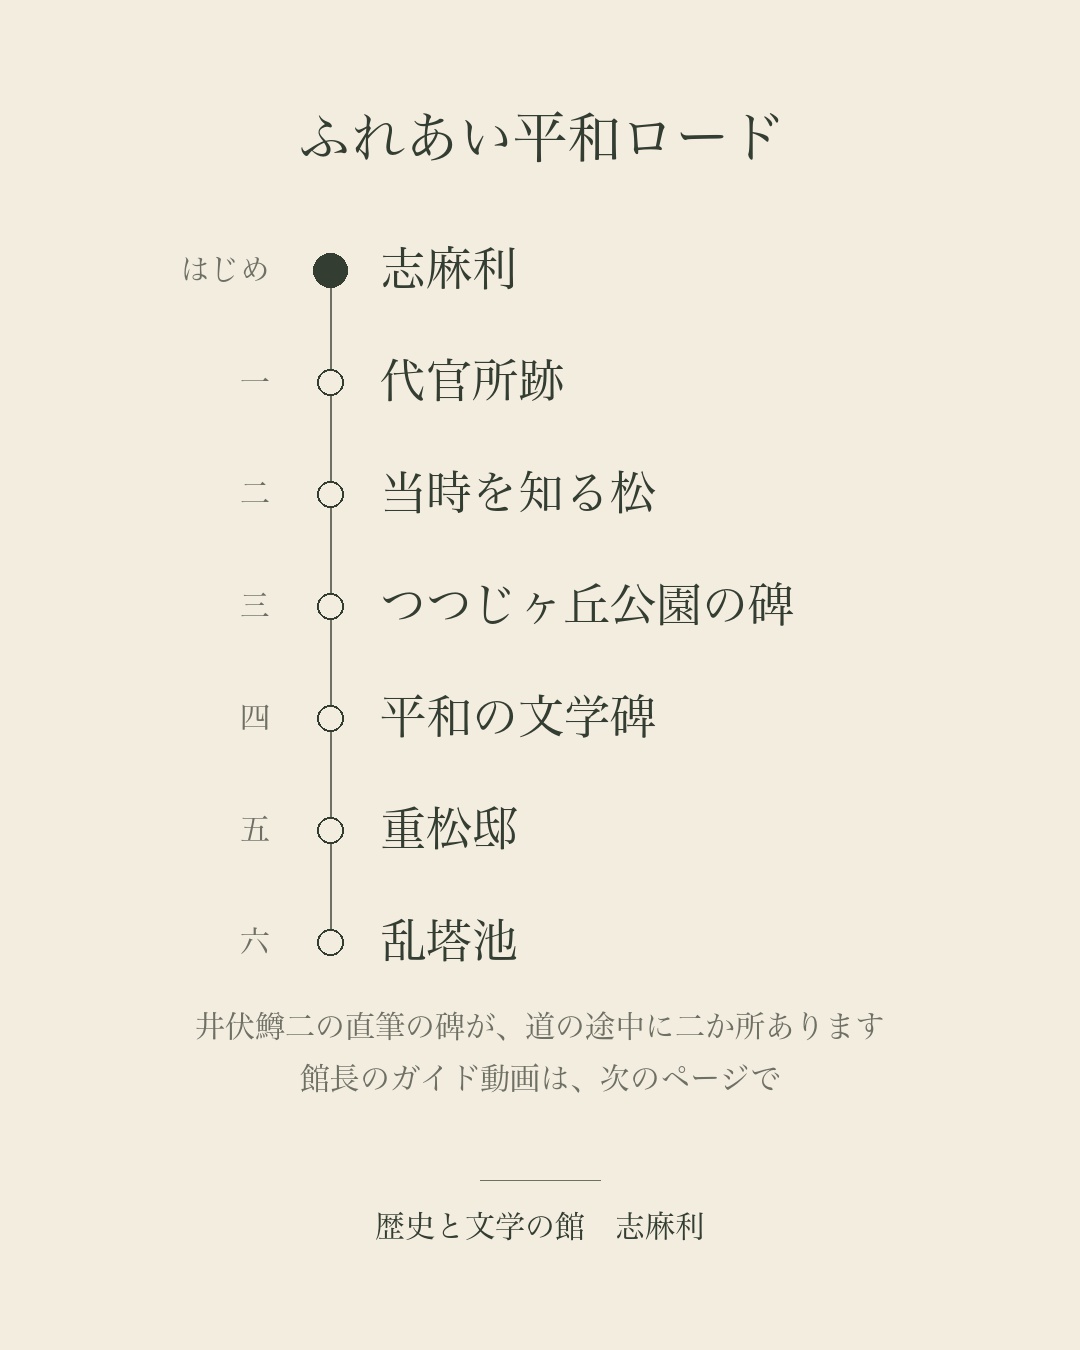 ふれあい平和ロード
はじめ 志麻利
一 代官所跡
二 当時を知る松
三 つつじヶ丘公園の碑
四 平和の文学碑
五 重松邸
六 乱塔池
井伏鱒二の直筆の碑が、道の途中に二か所あります
館長のガイド動画は、次のページで
歴史と文学の館　志麻利